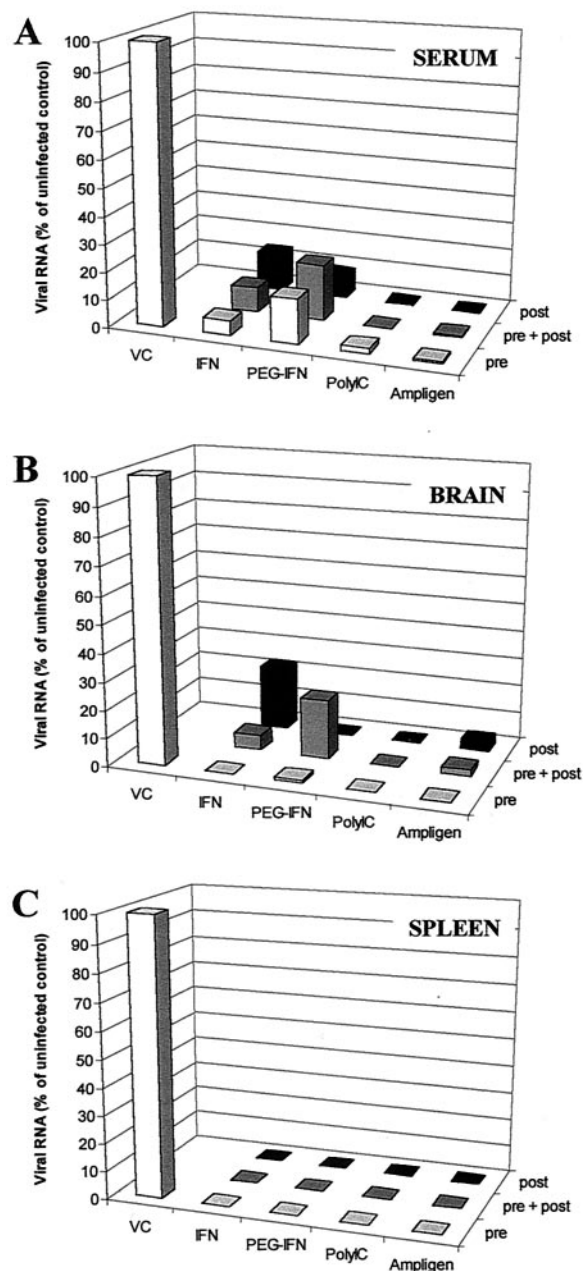 A
SERUM
Viral RNA (% of uninfected control)
100
90
80
70
60
50
40
30
20
10
0
VC
IFN
PEG-IFN
PolyIC
Ampligen
post
pre + post
pre
B
BRAIN
Viral RNA (% of uninfected control)
100
90
80
70
60
50
40
30
20
10
0
VC
IFN
PEG-IFN
PolyIC
Ampligen
post
pre + post
pre
C
SPLEEN
Viral RNA (% of uninfected control)
100
90
80
70
60
50
40
30
20
10
0
VC
IFN
PEG-IFN
PolyIC
Ampligen
post
pre + post
pre